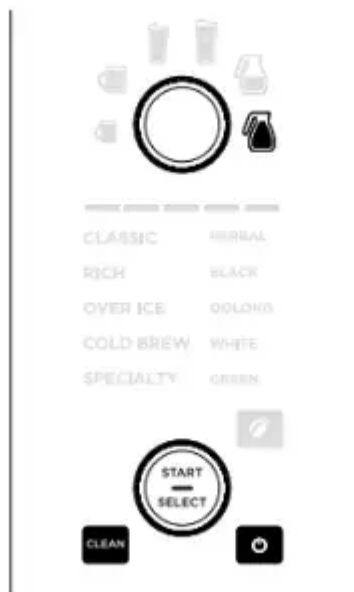 CLASSIC HERBAL
RICH BLACK
OVER ICE OOLONG
COLD BREW WHITE
SPECIALTY GREEN
START
SELECT
CLEAN